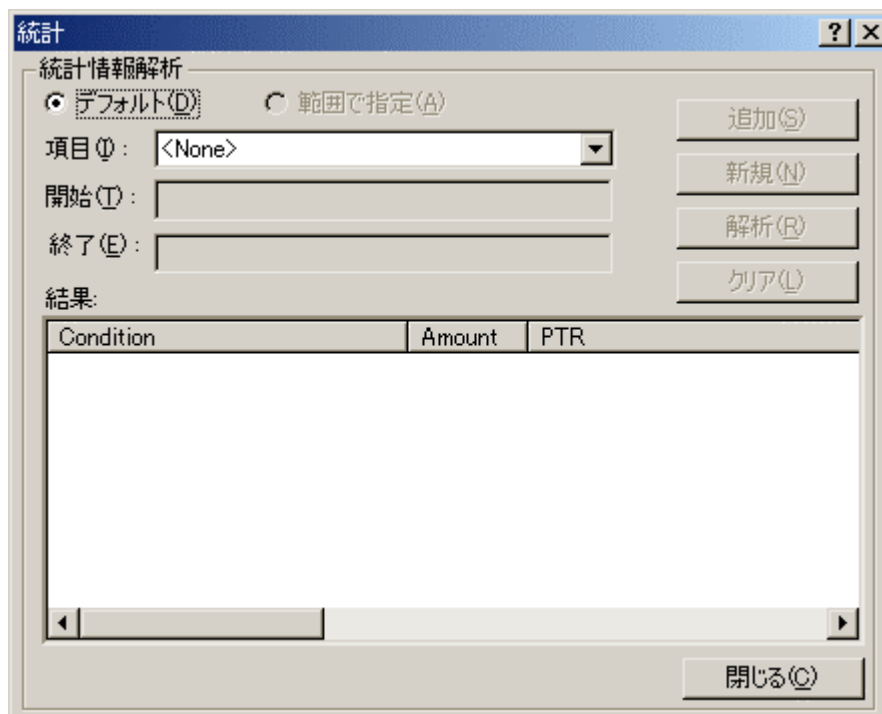 統計
統計情報解析
デフォルト(D) 範囲で指定(A)
項目(I): <None>
開始(T):
終了(E):
追加(S)
新規(N)
解析(R)
クリア(L)
結果:
Condition Amount PTR
閉じる(C)